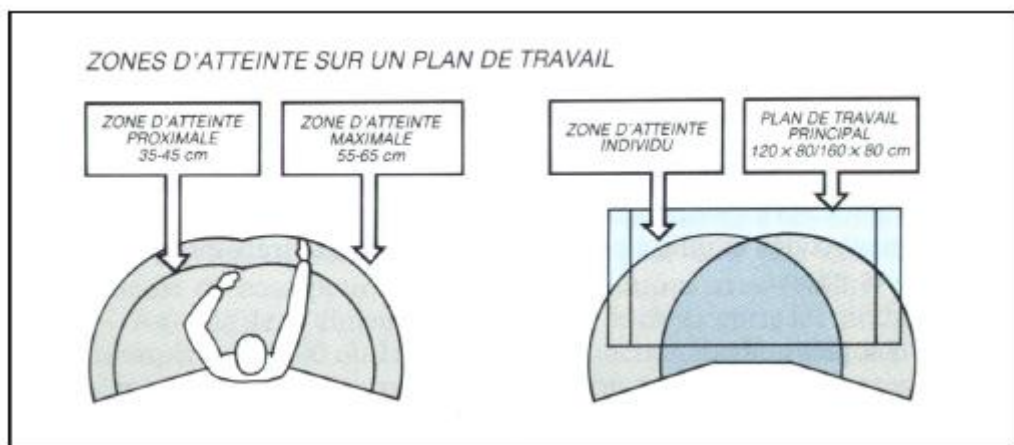 ZONES D'ATTEINTE SUR UN PLAN DE TRAVAIL
ZONE D'ATTEINTE
PROXIMALE
35-45 cm
ZONE D'ATTEINTE
MAXIMALE
55-65 cm
ZONE D'ATTEINTE
INDIVIDU
PLAN DE TRAVAIL
PRINCIPAL
120 x 80/160 x 80 cm